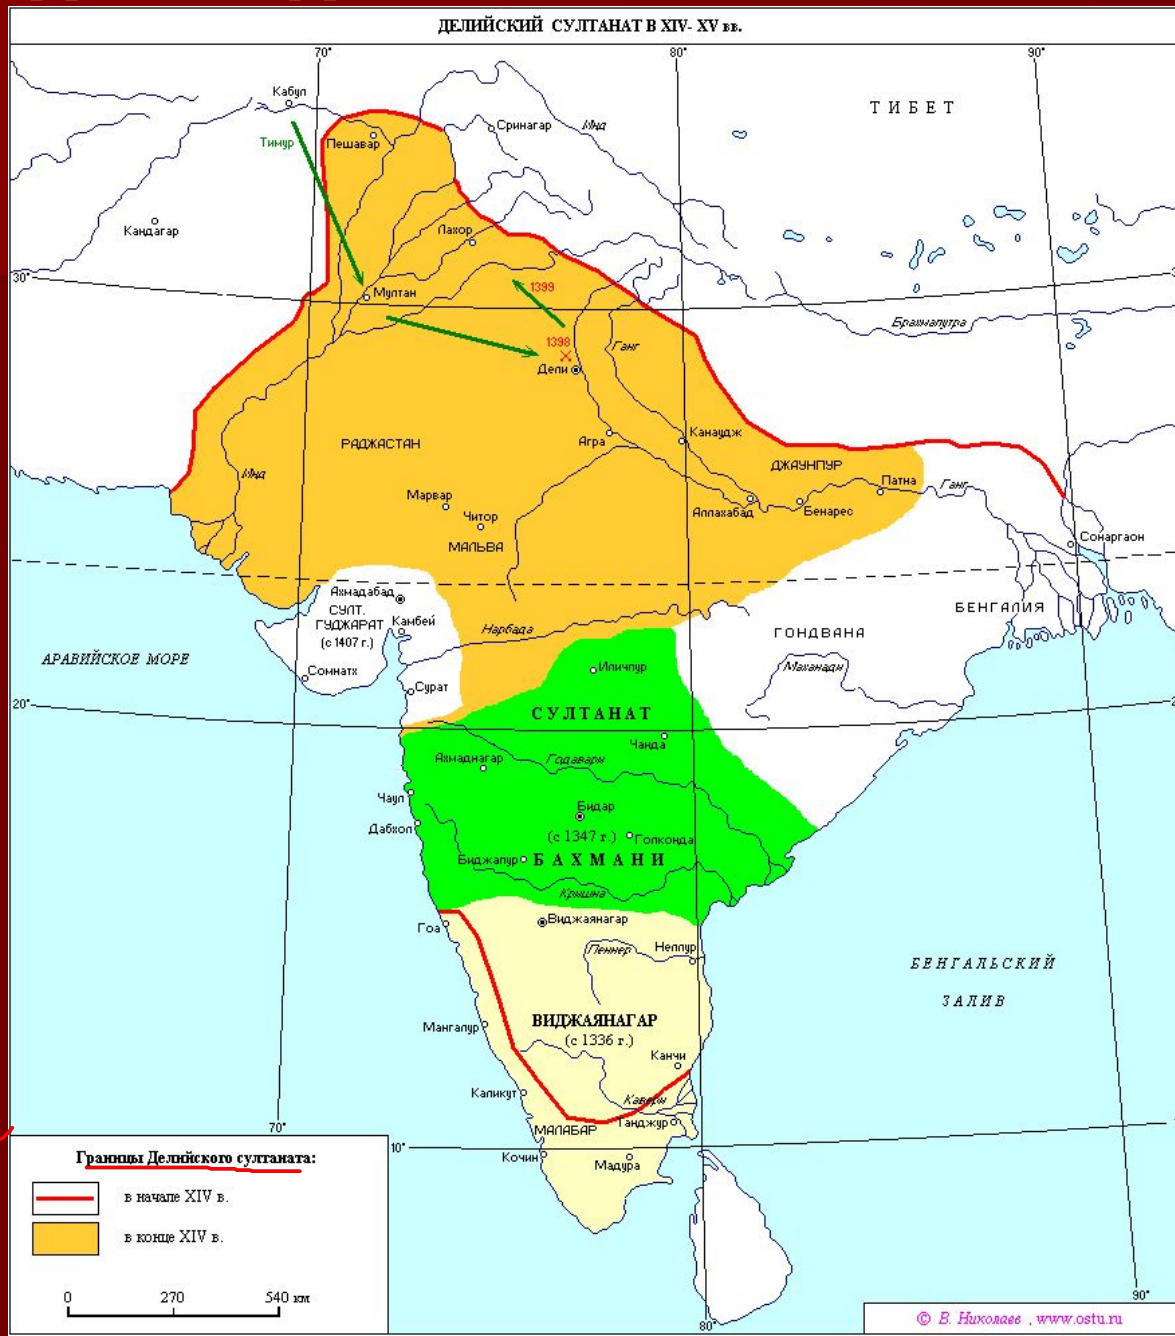 ДЕЛИЙСКИЙ СУЛТАНАТ В XIV- XV вв.
70°
80°
90°
Кабул
ТИБЕТ
Тимур
Пешавар
Сринагар
Инд
Кандагар
Лахор
30°
Мултан
1399
Брахмапутра
1398
Ганг
Дели
РАДЖАСТАН
Агра
Канаудж
ДЖАУНПУР
Инд
Патна
Ганг
Марвар
Аллахабад
Бенарес
Читор
МАЛЬВА
Сонаргаон
Ахмадабад
СУЛТ.
ГУДЖАРАТ
(с 1407 г.)
Камбей
Нарбада
БЕНГАЛИЯ
ГОНДВАНА
АРАВИЙСКОЕ МОРЕ
Сомнатх
Сурат
Иличпур
Маханади
20°
СУЛТАНАТ
Чанда
Ахмаднагар
Годавари
Чаул
Бидар
Дабхол
(с 1347 г.)
Голконда
Биджапур
БАХМАНИ
Кришна
Гоа
Виджаянагар
Пеннер
Неллур
БЕНГАЛЬСКИЙ
ЗАЛИВ
Мангалур
ВИДЖАЯНАГАР
(с 1336 г.)
Канчи
Каликут
Кавери
70°
МАЛАБАР
Танджур
10°
Кочин
Мадура
Границы Делийского султаната:
в начале XIV в.
в конце XIV в.
0 270 540 км
80°
90°
© В. Николаев , www.ostu.ru